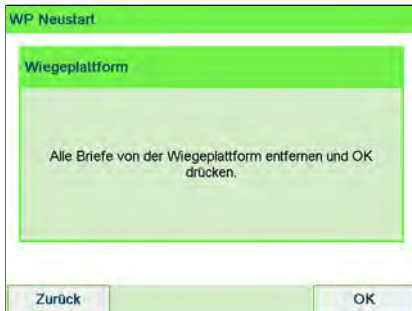 WP Neustart
Wiegeplattform
Alle Briefe von der Wiegeplattform entfernen und OK
drücken.
Zurück
OK